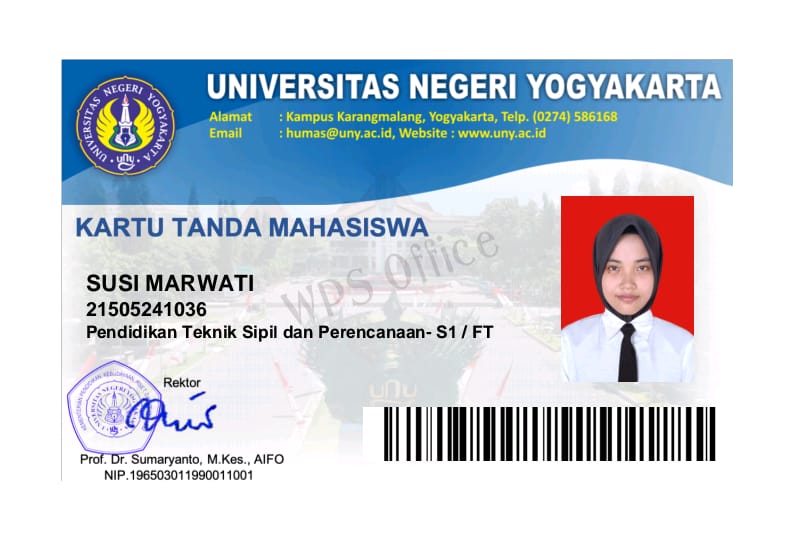 UNIVERSITAS NEGERI YOGYAKARTA
Alamat : Kampus Karangmalang, Yogyakarta, Telp. (0274) 586168
Email : humas@uny.ac.id, Website : www.uny.ac.id
UNIVERSITAS NEGERI YOGYAKARTA
UNY
KARTU TANDA MAHASISWA
WPS Office
SUSI MARWATI
21505241036
Pendidikan Teknik Sipil dan Perencanaan- S1 / FT
Rektor
UNIVERSITAS NEGERI
Prof. Dr. Sumaryanto, M.Kes., AIFO
NIP.196503011990011001